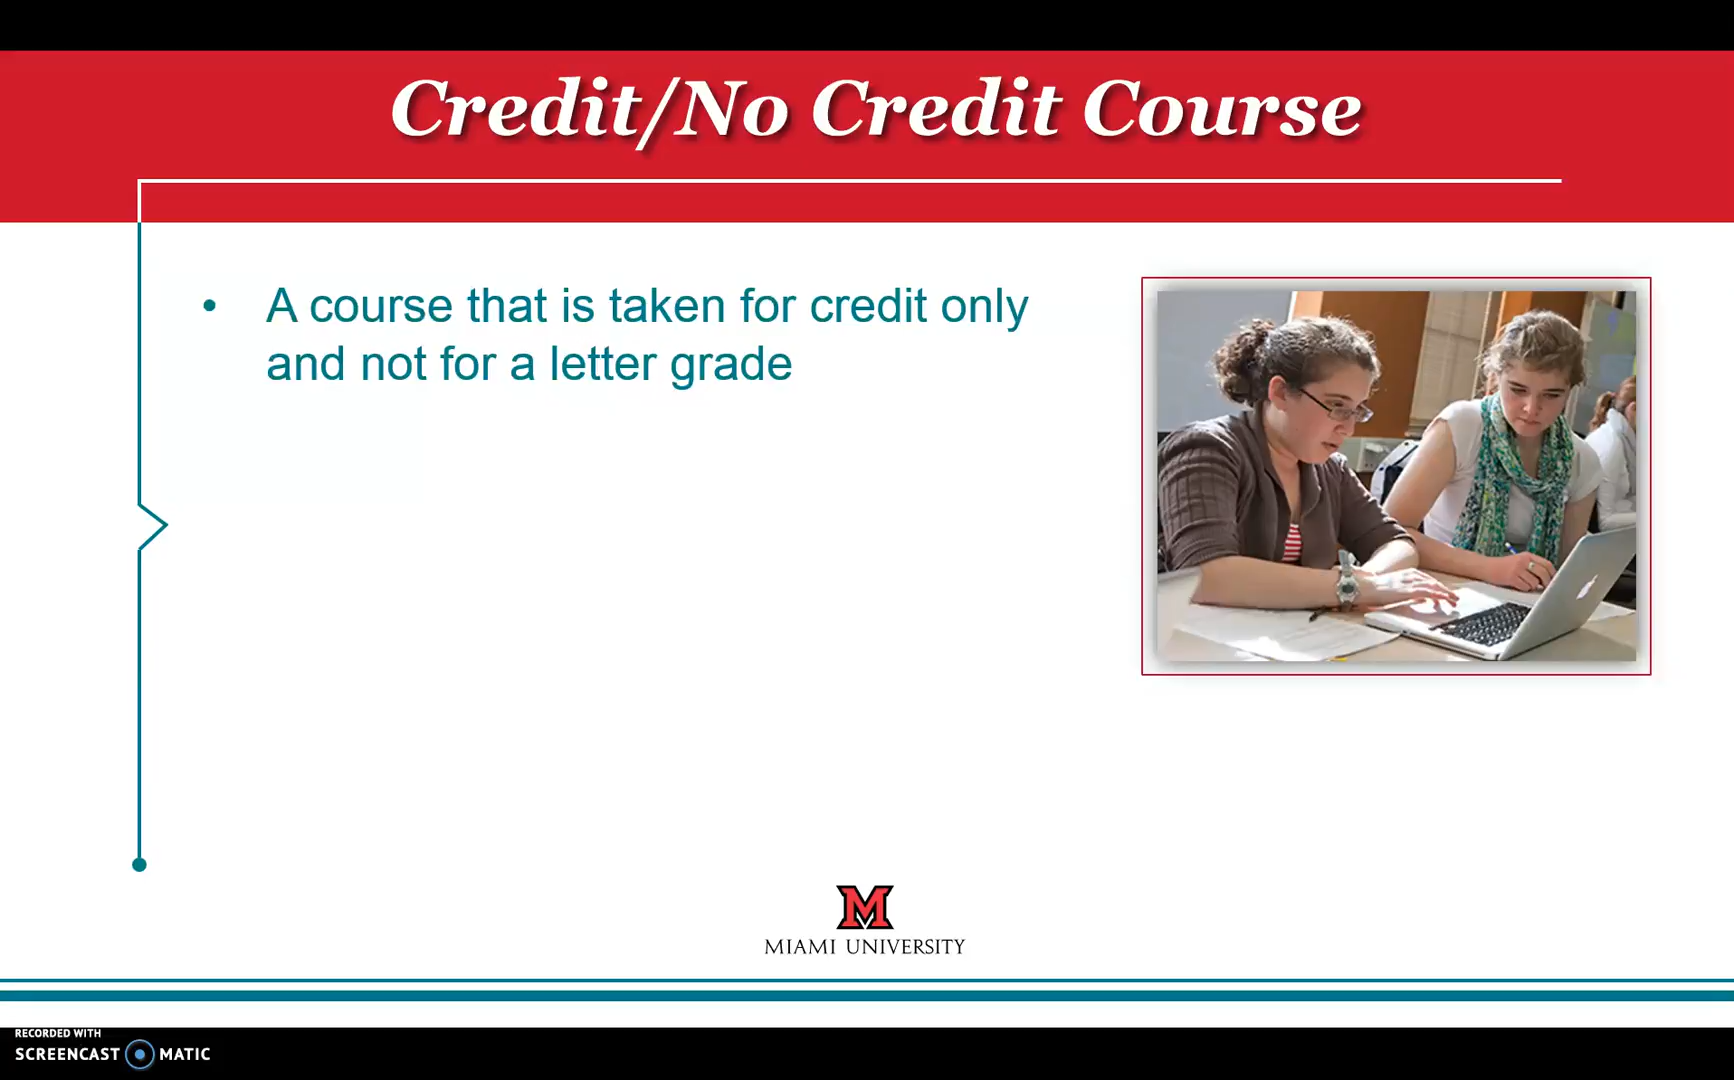 Credit/No Credit Course
• A course that is taken for credit only
and not for a letter grade
M
MIAMI UNIVERSITY
RECORDED WITH
SCREENCAST MATIC